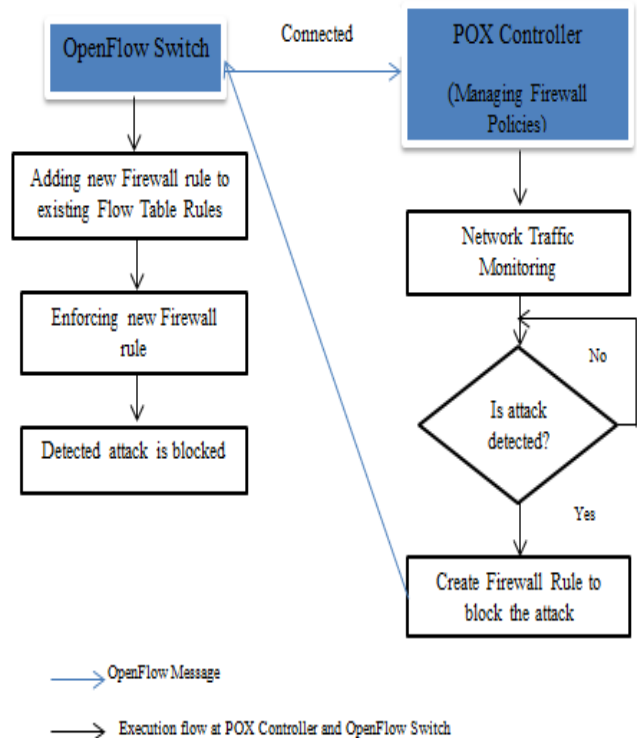 OpenFlow Switch
Connected
POX Controller
(Managing Firewall
Policies)
Adding new Firewall rule to
existing Flow Table Rules
Network Traffic
Monitoring
Enforcing new Firewall
rule
No
Is attack
detected?
Detected attack is blocked
Yes
Create Firewall Rule to
block the attack
OpenFlow Message
Execution flow at POX Controller and OpenFlow Switch